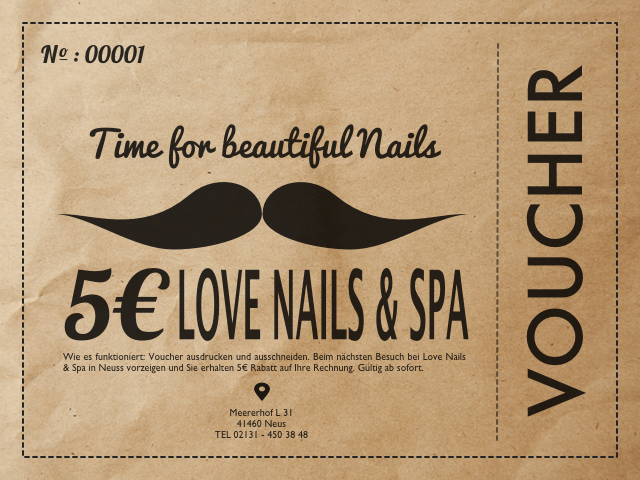 Nº : 00001
Time for beautiful Nails
5€ LOVE NAILS & SPA
Wie es funktioniert: Voucher ausdrucken und ausschneiden. Beim nächsten Besuch bei Love Nails
& Spa in Neuss vorzeigen und Sie erhalten 5€ Rabatt auf Ihre Rechnung. Gültig ab sofort.
Meererhof L 31
41460 Neus
TEL 02131 - 450 38 48
VOUCHER